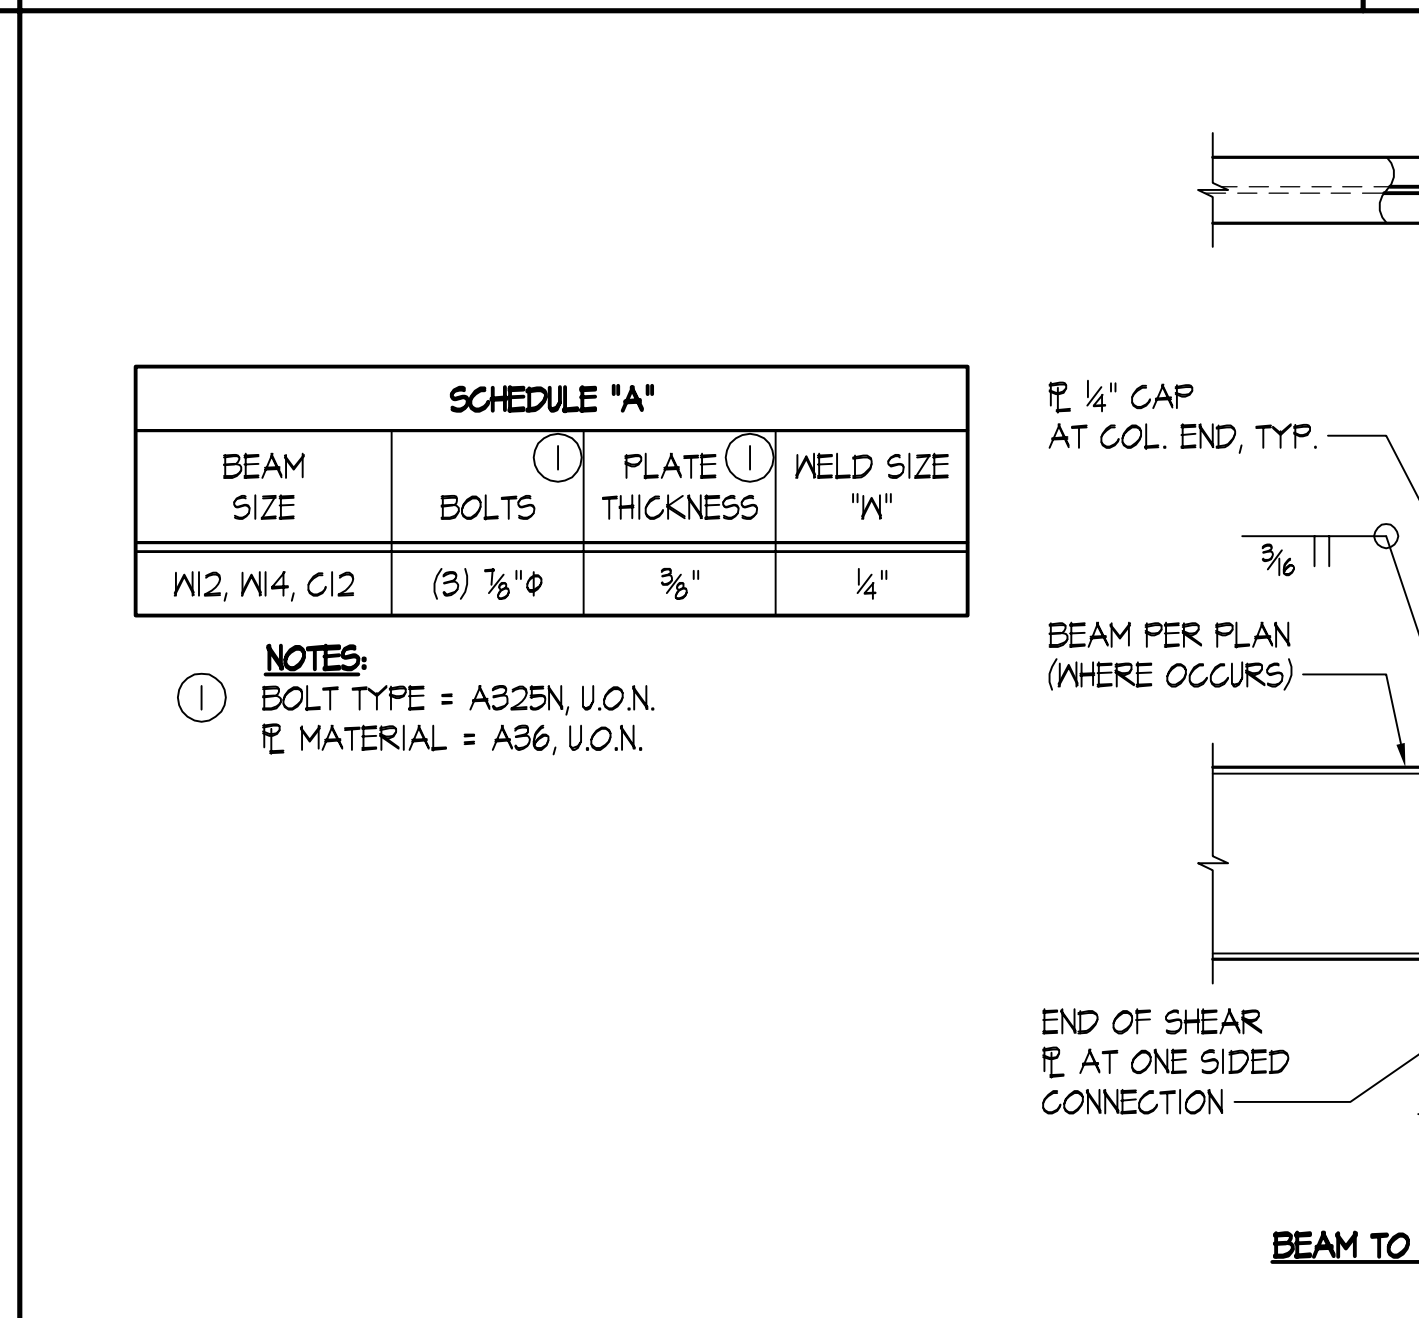 SCHEDULE "A"
BEAM SIZE
BOLTS 1
PLATE 1 THICKNESS
WELD SIZE "W"
W12, W14, C12 (3) ⅞"Φ ⅜" ¼"
NOTES:
1 BOLT TYPE = A325N, U.O.N.
PL MATERIAL = A36, U.O.N.
PL ¼" CAP
AT COL. END, TYP.
3/16
BEAM PER PLAN
(WHERE OCCURS)
END OF SHEAR
PL AT ONE SIDED
CONNECTION
BEAM TO